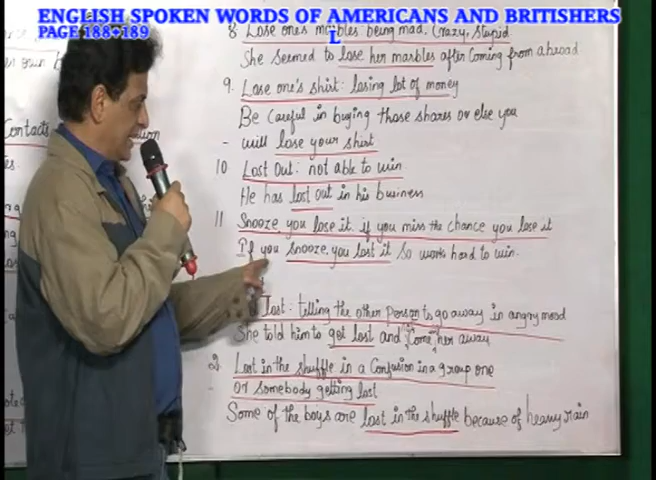 ENGLISH SPOKEN WORDS OF AMERICANS AND BRITISHERS
PAGE 188+189
L
8. Lose one's marbles being mad, Crazy, Stupid
She seemed to lose her marbles after coming from abroad
9. Lose one's shirt: losing lot of money
Be careful in buying those shares or else you
- will lose your shirt
10 Lost Out: not able to win
He has lost out in his business
11 Snooze you lose it. if you miss the chance you lose it
If you snooze, you lost it so work hard to win.
lost: telling the other person to go away in angry mood
She told him to get lost and her away
2. Lost in the shuffle in a Confusion in a group one
Or Somebody getting lost
Some of the boys are lost in the shuffle because of heavy rain
own
Contacts